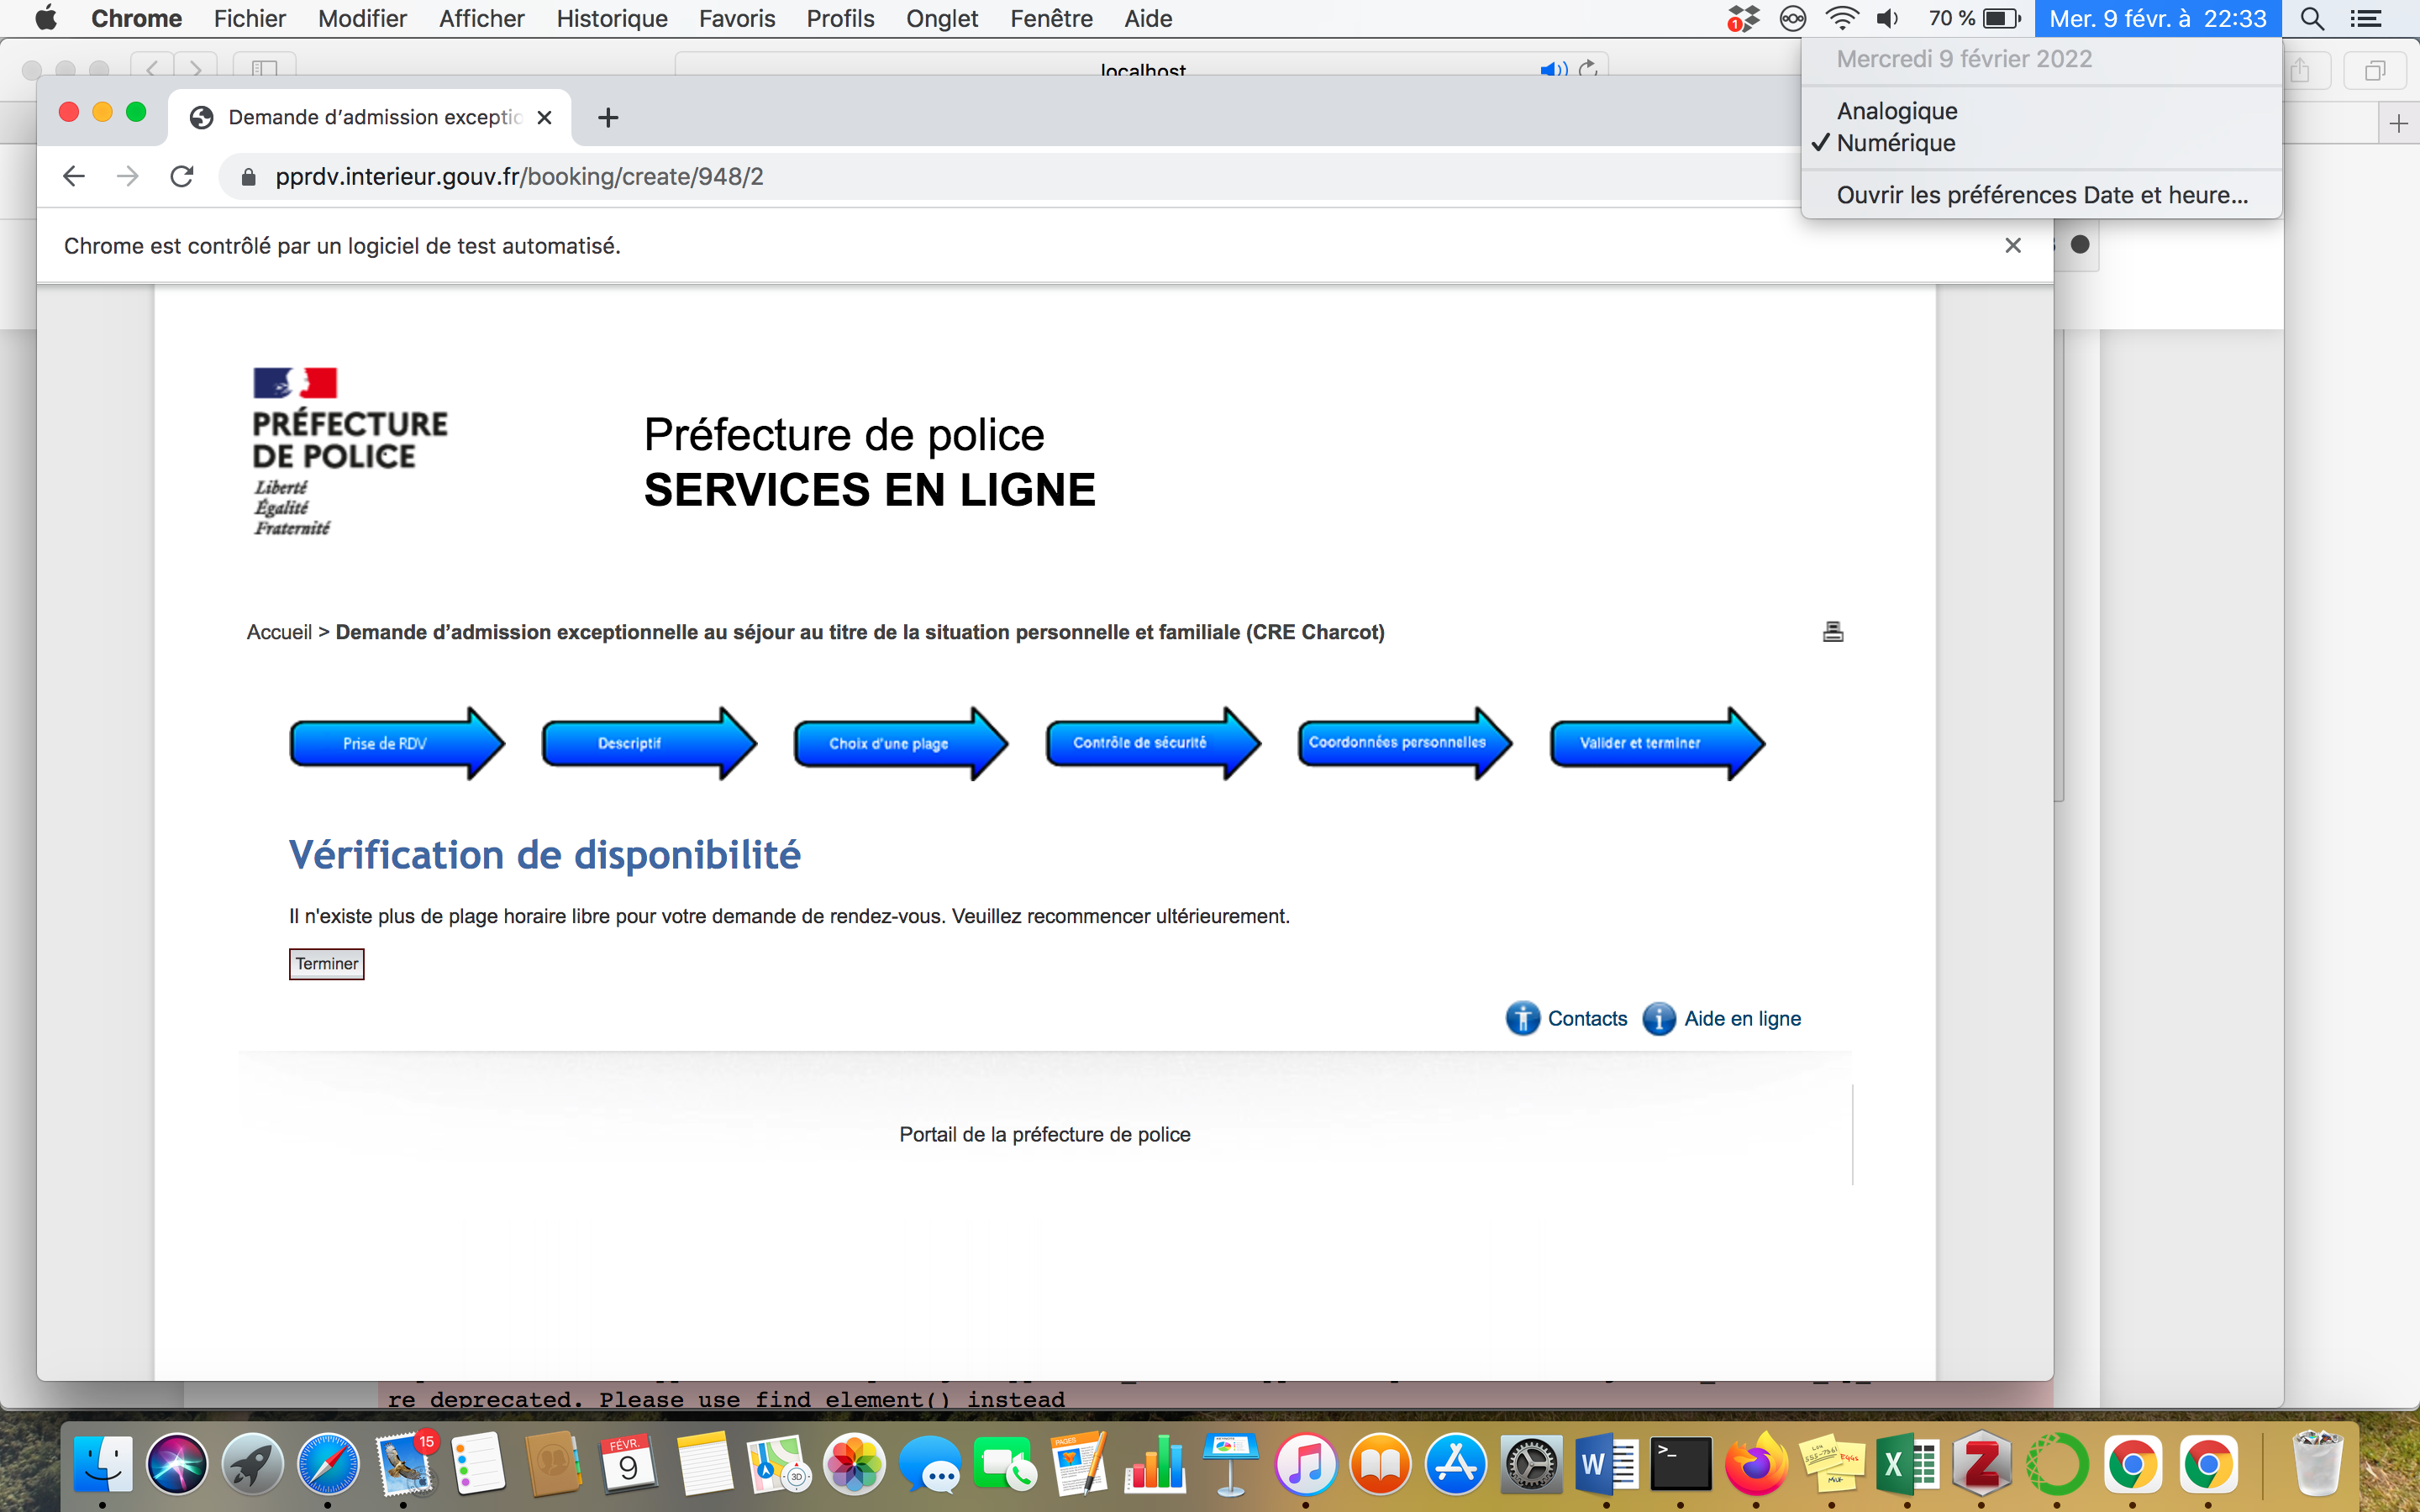 Chrome Fichier Modifier Afficher Historique Favoris Profils Onglet Fenêtre Aide 1 70 % Mer. 9 févr. à 22:33
Mercredi 9 février 2022
Analogique
✓ Numérique
Ouvrir les préférences Date et heure...
localhost
Demande d'admission exceptio
pprdv.interieur.gouv.fr/booking/create/948/2
Chrome est contrôlé par un logiciel de test automatisé.
PRÉFECTURE
DE POLICE
Liberté
Égalité
Fraternité
Préfecture de police
SERVICES EN LIGNE
Accueil > Demande d'admission exceptionnelle au séjour au titre de la situation personnelle et familiale (CRE Charcot)
Prise de RDV
Descriptif
Choix d'une plage
Contrôle de sécurité
Coordonnées personnelles
Valider et terminer
Vérification de disponibilité
Il n'existe plus de plage horaire libre pour votre demande de rendez-vous. Veuillez recommencer ultérieurement.
Terminer
Contacts
Aide en ligne
Portail de la préfecture de police
re deprecated. Please use find element() instead
15
FÉVR.
9
3D
PAGES
W
>_
X
Z